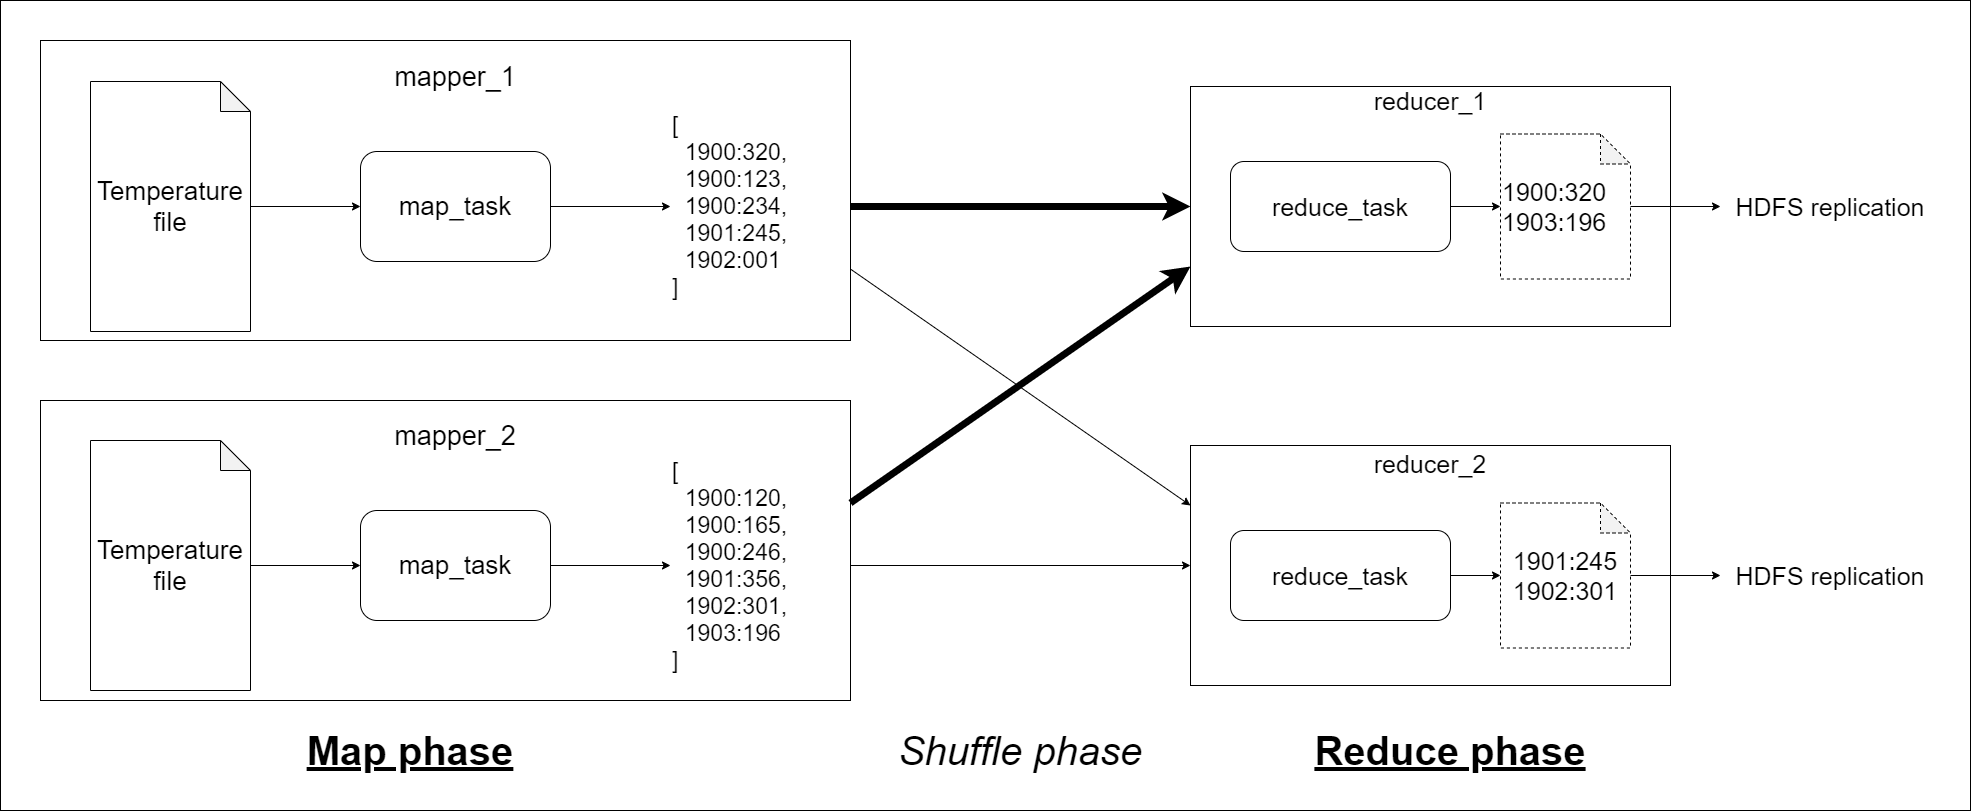 mapper_1
Temperature
file
map_task
[
1900:320,
1900:123,
1900:234,
1901:245,
1902:001
]
reducer_1
reduce_task
1900:320
1903:196
HDFS replication
mapper_2
Temperature
file
map_task
[
1900:120,
1900:165,
1900:246,
1901:356,
1902:301,
1903:196
]
reducer_2
reduce_task
1901:245
1902:301
HDFS replication
Map phase
Shuffle phase
Reduce phase